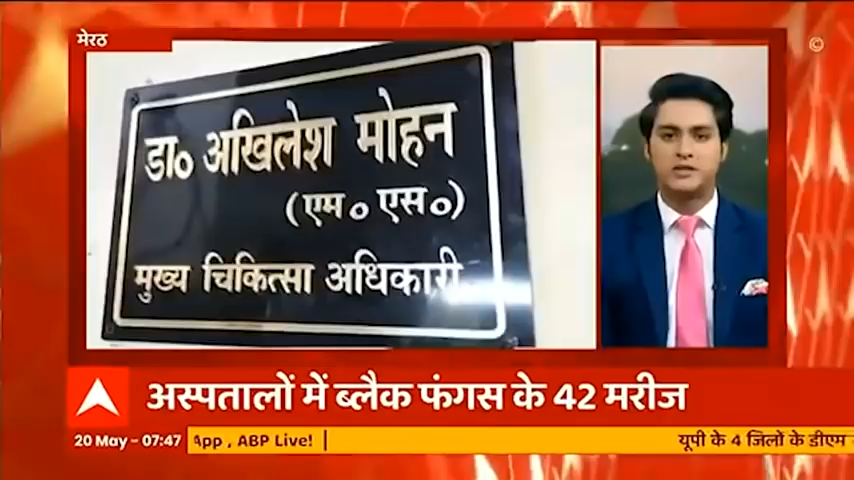 मेरठ
©
डा० अखिलेश मोहन
(एम० एस०)
मुख्य चिकित्सा अधिकारी
अस्पतालों में ब्लैक फंगस के 42 मरीज
20 May - 07:47
App , ABP Live! |
यूपी के 4 जिलों के डीएम